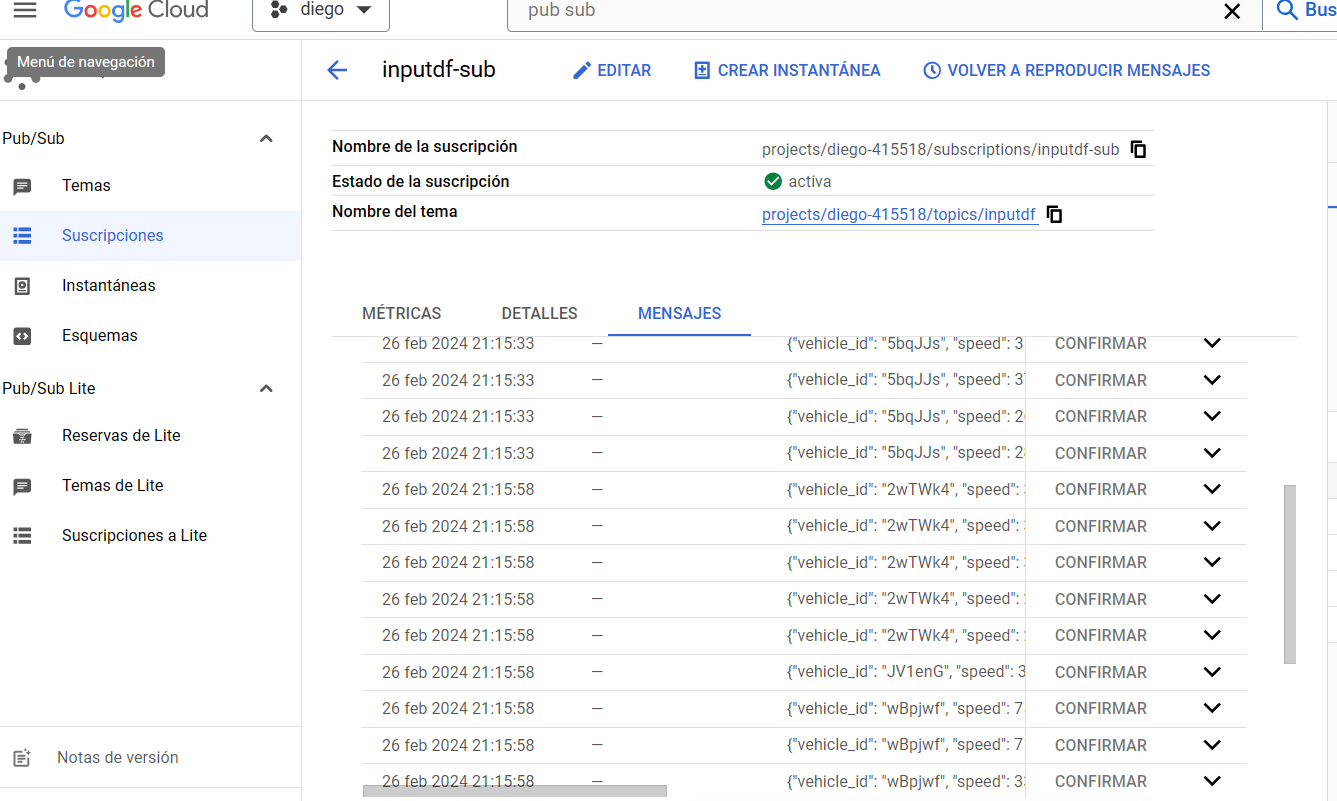 Google Cloud
diego
pub sub
Bus
Menú de navegación
inputdf-sub
EDITAR
CREAR INSTANTÁNEA
VOLVER A REPRODUCIR MENSAJES
Pub/Sub
Temas
Suscripciones
Instantáneas
Esquemas
Pub/Sub Lite
Reservas de Lite
Temas de Lite
Suscripciones a Lite
Notas de versión
Nombre de la suscripción
projects/diego-415518/subscriptions/inputdf-sub
Estado de la suscripción
activa
Nombre del tema
projects/diego-415518/topics/inputdf
MÉTRICAS
DETALLES
MENSAJES
26 feb 2024 21:15:33 — {"vehicle_id": "5bqJJs", "speed": 3 CONFIRMAR
26 feb 2024 21:15:33 — {"vehicle_id": "5bqJJs", "speed": 37 CONFIRMAR
26 feb 2024 21:15:33 — {"vehicle_id": "5bqJJs", "speed": 26 CONFIRMAR
26 feb 2024 21:15:33 — {"vehicle_id": "5bqJJs", "speed": 28 CONFIRMAR
26 feb 2024 21:15:58 — {"vehicle_id": "2wTWk4", "speed": CONFIRMAR
26 feb 2024 21:15:58 — {"vehicle_id": "2wTWk4", "speed": CONFIRMAR
26 feb 2024 21:15:58 — {"vehicle_id": "2wTWk4", "speed": CONFIRMAR
26 feb 2024 21:15:58 — {"vehicle_id": "2wTWk4", "speed": CONFIRMAR
26 feb 2024 21:15:58 — {"vehicle_id": "2wTWk4", "speed": CONFIRMAR
26 feb 2024 21:15:58 — {"vehicle_id": "JV1enG", "speed": 3 CONFIRMAR
26 feb 2024 21:15:58 — {"vehicle_id": "wBpjwf", "speed": 7 CONFIRMAR
26 feb 2024 21:15:58 — {"vehicle_id": "wBpjwf", "speed": 7 CONFIRMAR
26 feb 2024 21:15:58 — {"vehicle_id": "wBpjwf", "speed": 33 CONFIRMAR